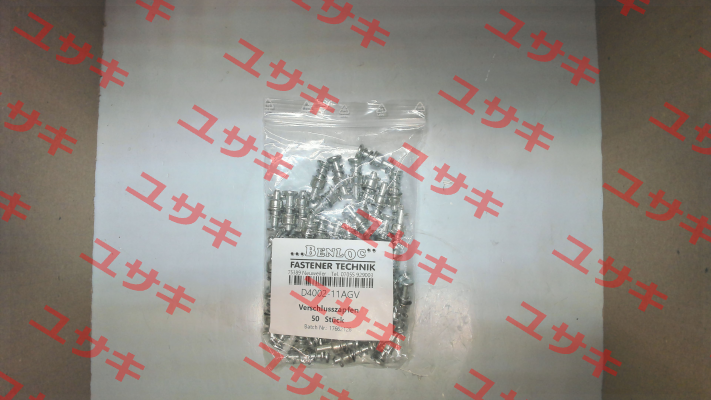 ***BENLOC***
FASTENER TECHNIK
D4002-11AGV
Verschlusszapfen
50 Stück
Batch Nr.
ユサキ